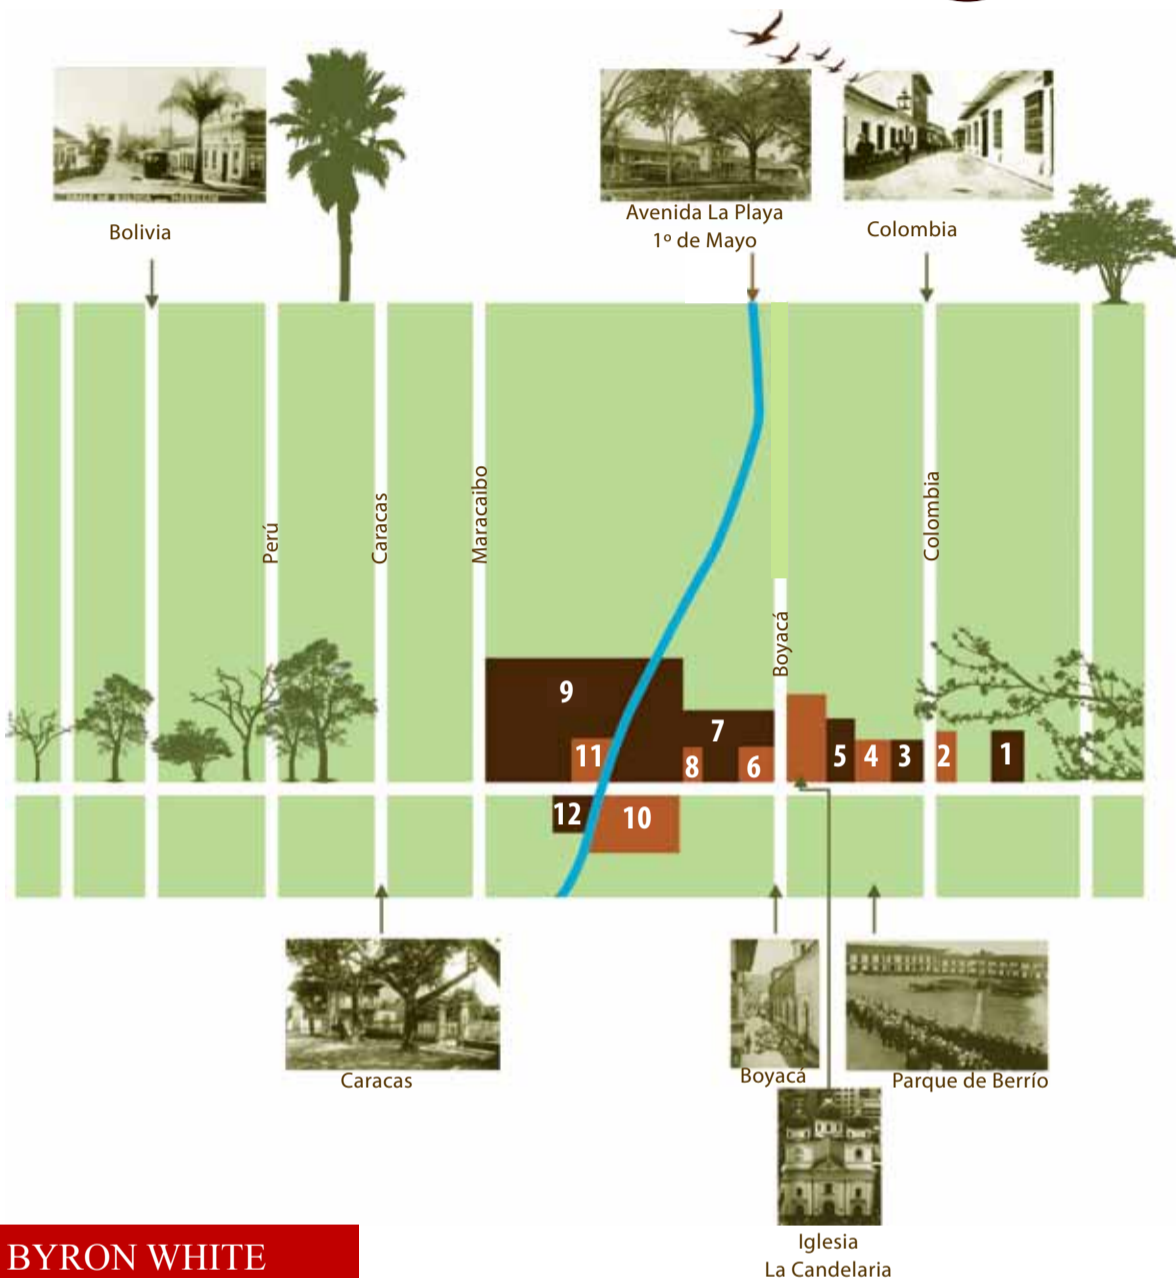 Bolivia
Avenida La Playa
1º de Mayo
Colombia
Perú
Caracas
Maracaibo
Colombia
Boyacá
9
7
11
8
6
5
4
3
2
1
12
10
Caracas
Boyacá
Parque de Berrío
Iglesia
La Candelaria
BYRON WHITE